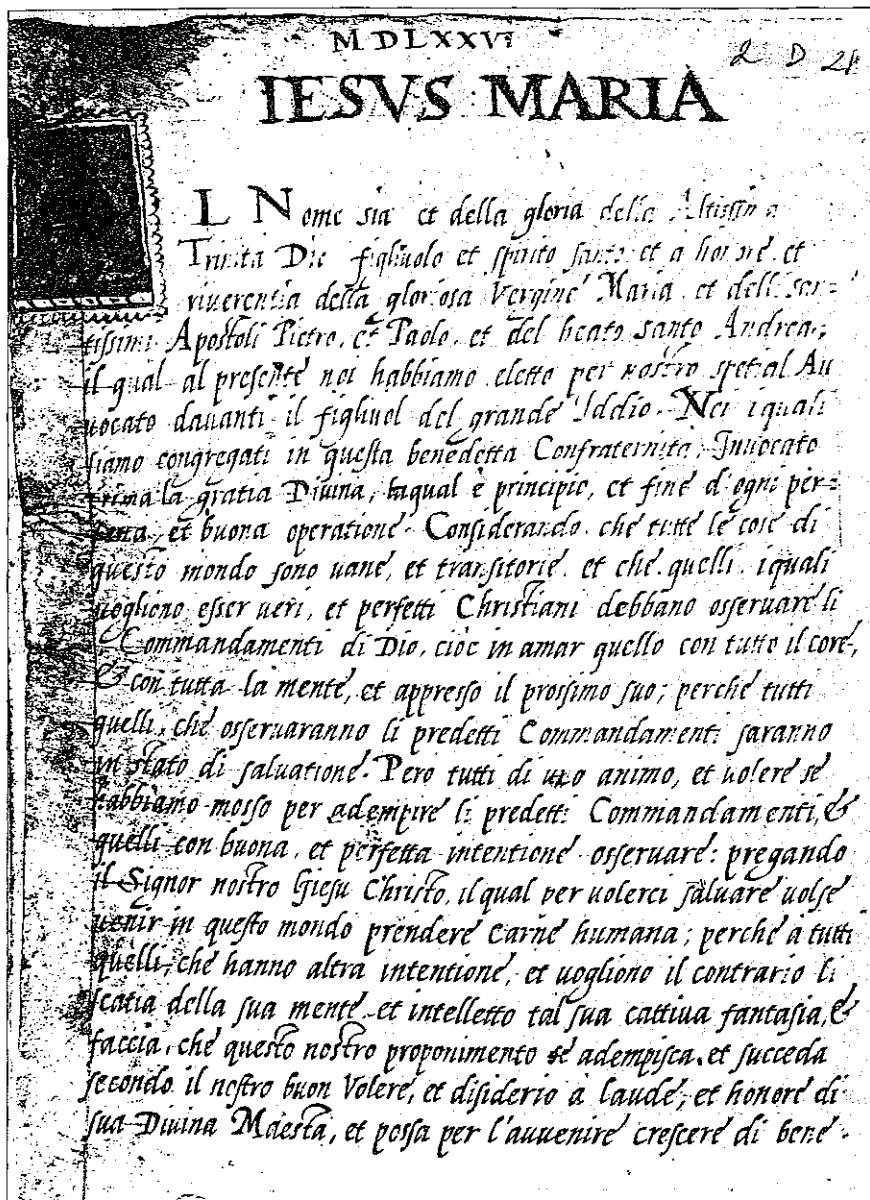 MDLXXVI
2 D 21
IESVS MARIA
L Nome sia et della gloria della Altissima
Trinita Dio figliuolo et spirito santo et a honore et
riuerentia della gloriosa Vergine Maria, et delli san=
tissimi Apostoli Pietro, et Paolo, et del beato santo Andrea,
il qual al presente noi habbiamo eletto per nostro spetial Au
uocato dauanti il figliuol del grande Iddio. Noi i quali
siamo congregati in questa benedetta Confraternita, Inuocato
prima la gratia Diuina, laqual è principio, et fine d'ogni per=
fetta, et buona operatione. Considerando che tutte le cose di
questo mondo sono uane, et transitorie, et che quelli, iquali
uogliono esser ueri, et perfetti Christiani debbano osseruare li
Commandamenti di Dio, cioè in amar quello con tutto il core,
& con tutta la mente, et appresso il prossimo suo; perche tutti
quelli, che osseruaranno li predetti Commandamenti saranno
in stato di saluatione. Pero tutti di uno animo, et uolere se
habbiamo mosso per adempire li predetti Commandamenti, &
quelli con buona, et perfetta intentione osseruare: pregando
il Signor nostro Giesu Christo, il qual per uolerci saluare uolse
uenir in questo mondo prendere Carne humana; perche à tutti
quelli, che hanno altra intentione, et uogliono il contrario li
scatia della sua mente, et intelletto tal sua cattiua fantasia, &
faccia, che questo nostro proponimento se adempisca, et succeda
secondo il nostro buon Volere, et disiderio à laude, et honore di
sua Diuina Maesta, et possa per l'auuenire crescere di bene.